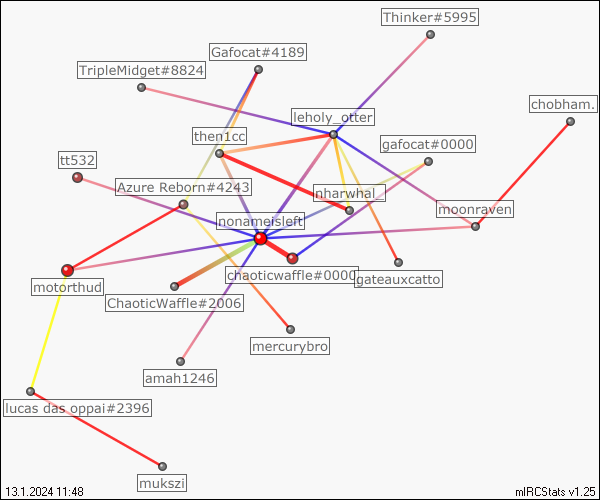 Thinker#5995
Gafocat#4189
TripleMidget#8824
chobham.
leholy_otter
then1cc
gafocat#0000
tt532
Azure Reborn#4243
nharwhal_
moonraven
nonameisleft
chaoticwaffle#0000
gateauxcatto
motorthud
ChaoticWaffle#2006
mercurybro
amah1246
lucas das oppai#2396
mukszi
13.1.2024 11:48
mIRCStats v1.25